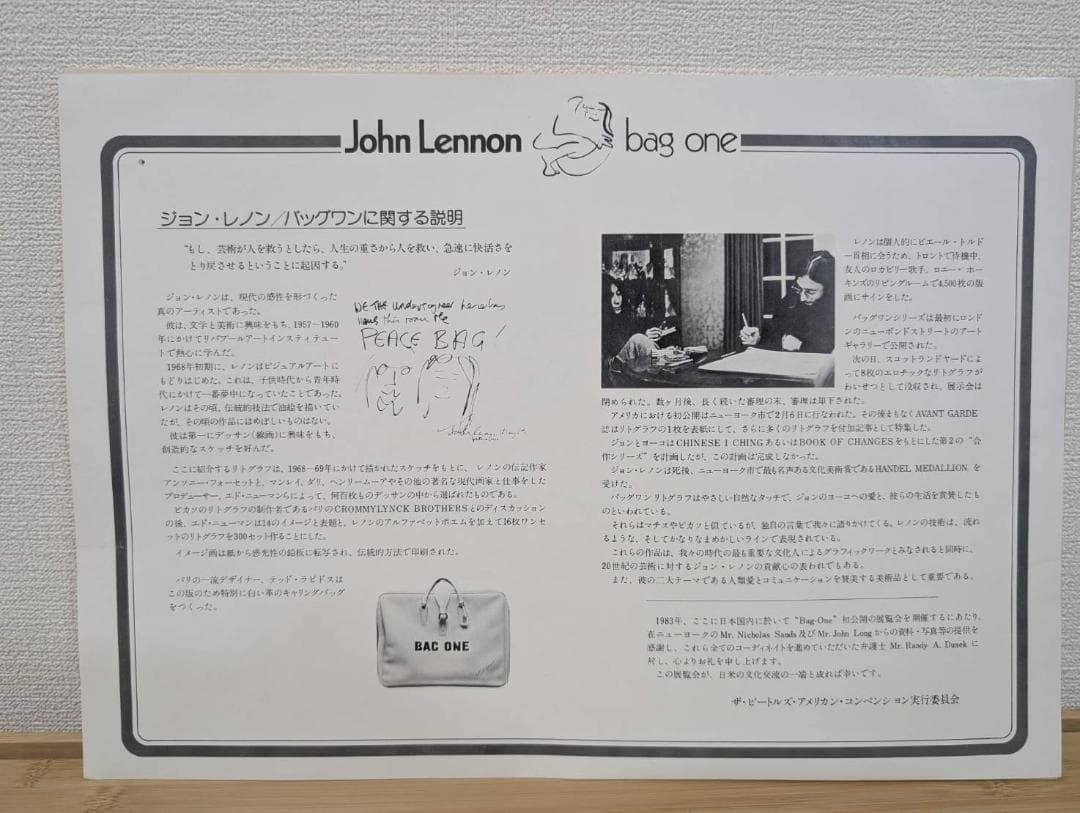 John Lennon bag one
ジョン・レノン/バッグワンに関する説明
"もし、芸術が人を救うとしたら、人生の重さから人を救い、急速に快活さを
とり戻させるということに起因する。"
ジョン・レノン
ジョン・レノンは、現代の感性を形づくった
真のアーティストであった。
彼は、文学と美術に興味をもち、1957~1960
年にかけてリバプールアートインスティテュート
で熱心に学んだ。
1968年初期に、レノンはビジュアルアートに
もどりはじめた。これは、子供時代から青年時
代にかけて一番夢中になっていたことであった。
レノンはその頃、伝統的技法で油絵を描いてい
たが、その頃の作品にはめぼしいものはない。
彼は第一にデッサン(線画)に興味をもち、
創造的なスケッチを好んだ。
WE THE
PEACE BAG!
ここに紹介するリトグラフは、1968~69年にかけて描かれたスケッチをもとに、レノンの伝記作家
アンソニー・フォーセットと、マンレイ、ダリ、ヘンリームーアやその他の著名な現代画家と仕事をした
プロデューサー、エド・ニューマンらによって、何百枚ものデッサンの中から選ばれたものである。
ピカソのリトグラフの制作者であるパリのCROMMYLYNCK BROTHERSとのディスカッション
の後、エド・ニューマンは14のイメージと表題と、レノンのアルファベットポエムを加えて16枚ワンセ
ットのリトグラフを300セット作ることにした。
イメージ画は紙から感光性の鉛板に転写され、伝統的方法で印刷された。
パリの一流デザイナー、テッド・ラピドスは
この版のため特別に白い革のキャリングバッグ
をつくった。
BAG ONE
レノンは個人的にピエール・トルド
ー首相に会うため、トロントで待機中、
友人のロカビリー歌手、ロニー・ホー
キンズのリビングルームで4,500枚の版
画にサインをした。
バッグワンシリーズは最初にロンド
ンのニューボンドストリートのアート
ギャラリーで公開された。
次の日、スコットランドヤードによ
って8枚のエロチックなリトグラフが
わいせつとして没収され、展示会は
閉められた。数ヶ月後、長く続いた審理の末、審理は却下された。
アメリカにおける初公開はニューヨーク市で2月6日に行なわれた。その後まもなくAVANT GARDE
誌はリトグラフの1枚を表紙にして、さらに多くのリトグラフを付加記事として特集した。
ジョンとヨーコはCHINESE I CHINGあるいはBOOK OF CHANGESをもとにした第2の"合
作シリーズ"を計画したが、この計画は完成しなかった。
ジョン・レノンは死後、ニューヨーク市で最も名声ある文化美術賞であるHANDEL MEDALLIONを
受けた。
バッグワンリトグラフはやさしい自然なタッチで、ジョンのヨーコへの愛と、彼らの生活を賞賛したも
のといわれている。
それらはマチスやピカソと似ているが、独自の言葉で我々に語りかけてくる。レノンの技術は、流れ
るような、そしてかなりなまめかしいラインで表現されている。
これらの作品は、我々の時代の最も重要な文化人によるグラフィックワークとみなされると同時に、
20世紀の芸術に対するジョン・レノンの貢献心の表われでもある。
また、彼の二大テーマである人類愛とコミュニケーションを賛美する美術品として重要である。
1983年、ここに日本国内に於いて"Bag-One"初公開の展覧会を開催するにあたり、
在ニューヨークのMr. Nicholas Sands及びMr. John Longからの資料・写真等の提供を
感謝し、これら全てのコーディネイトを進めていただいた弁護士Mr. Randy A. Dusekに
対し、心よりお礼を申し上げます。
この展覧会が、日米の文化交流の一端と成れば幸いです。
ザ・ビートルズ・アメリカン・コンベンション実行委員会